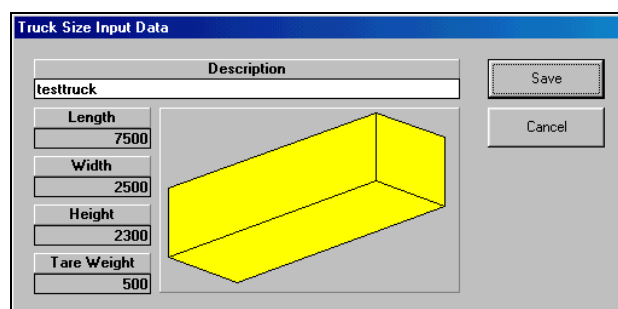 Truck Size Input Data
Description
testtruck
Save
Length
7500
Cancel
Width
2500
Height
2300
Tare Weight
500